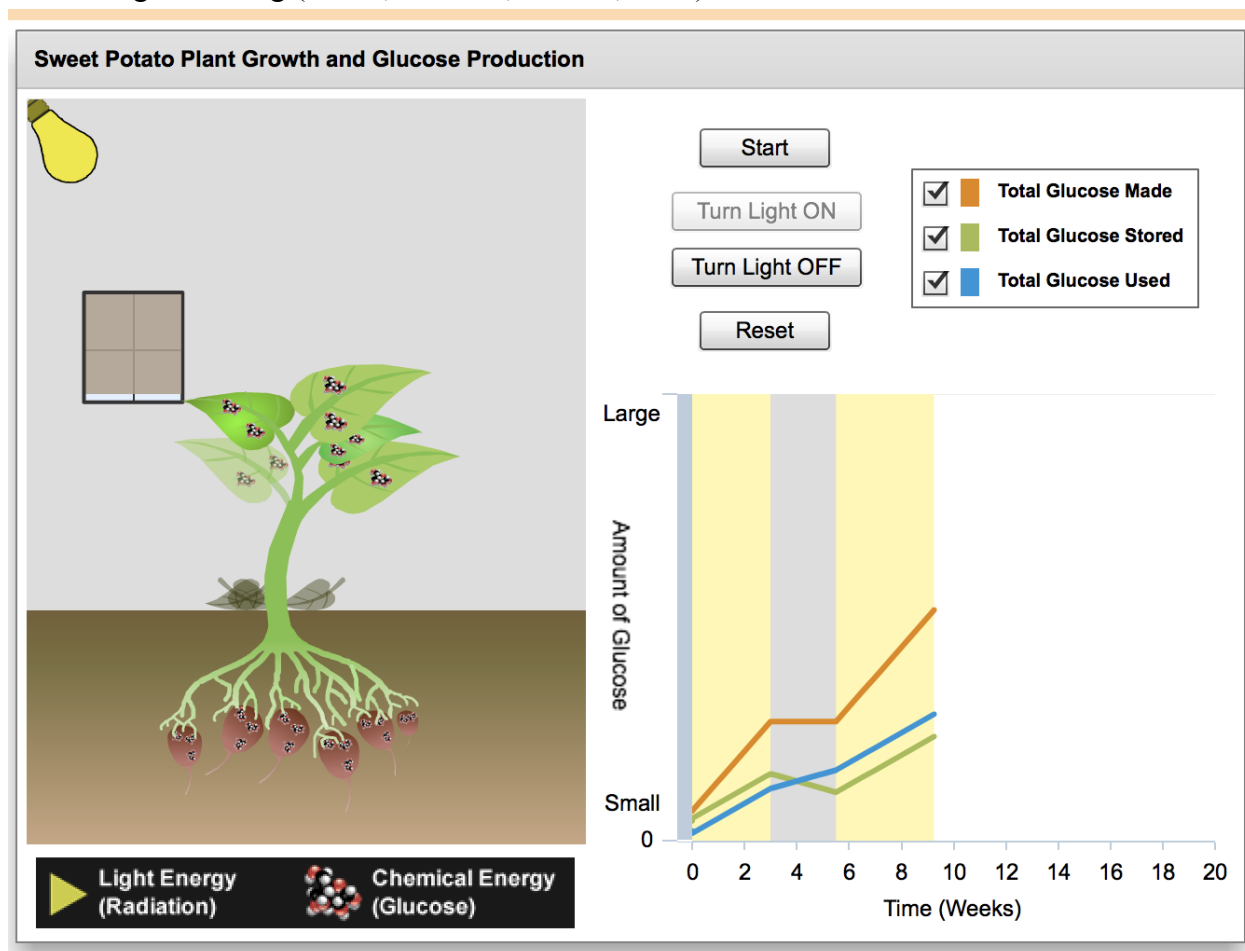 Sweet Potato Plant Growth and Glucose Production
Start
Turn Light ON
Turn Light OFF
Reset
Total Glucose Made
Total Glucose Stored
Total Glucose Used
Large
Amount of Glucose
Small
0
0 2 4 6 8 10 12 14 16 18 20
Time (Weeks)
Light Energy
(Radiation)
Chemical Energy
(Glucose)